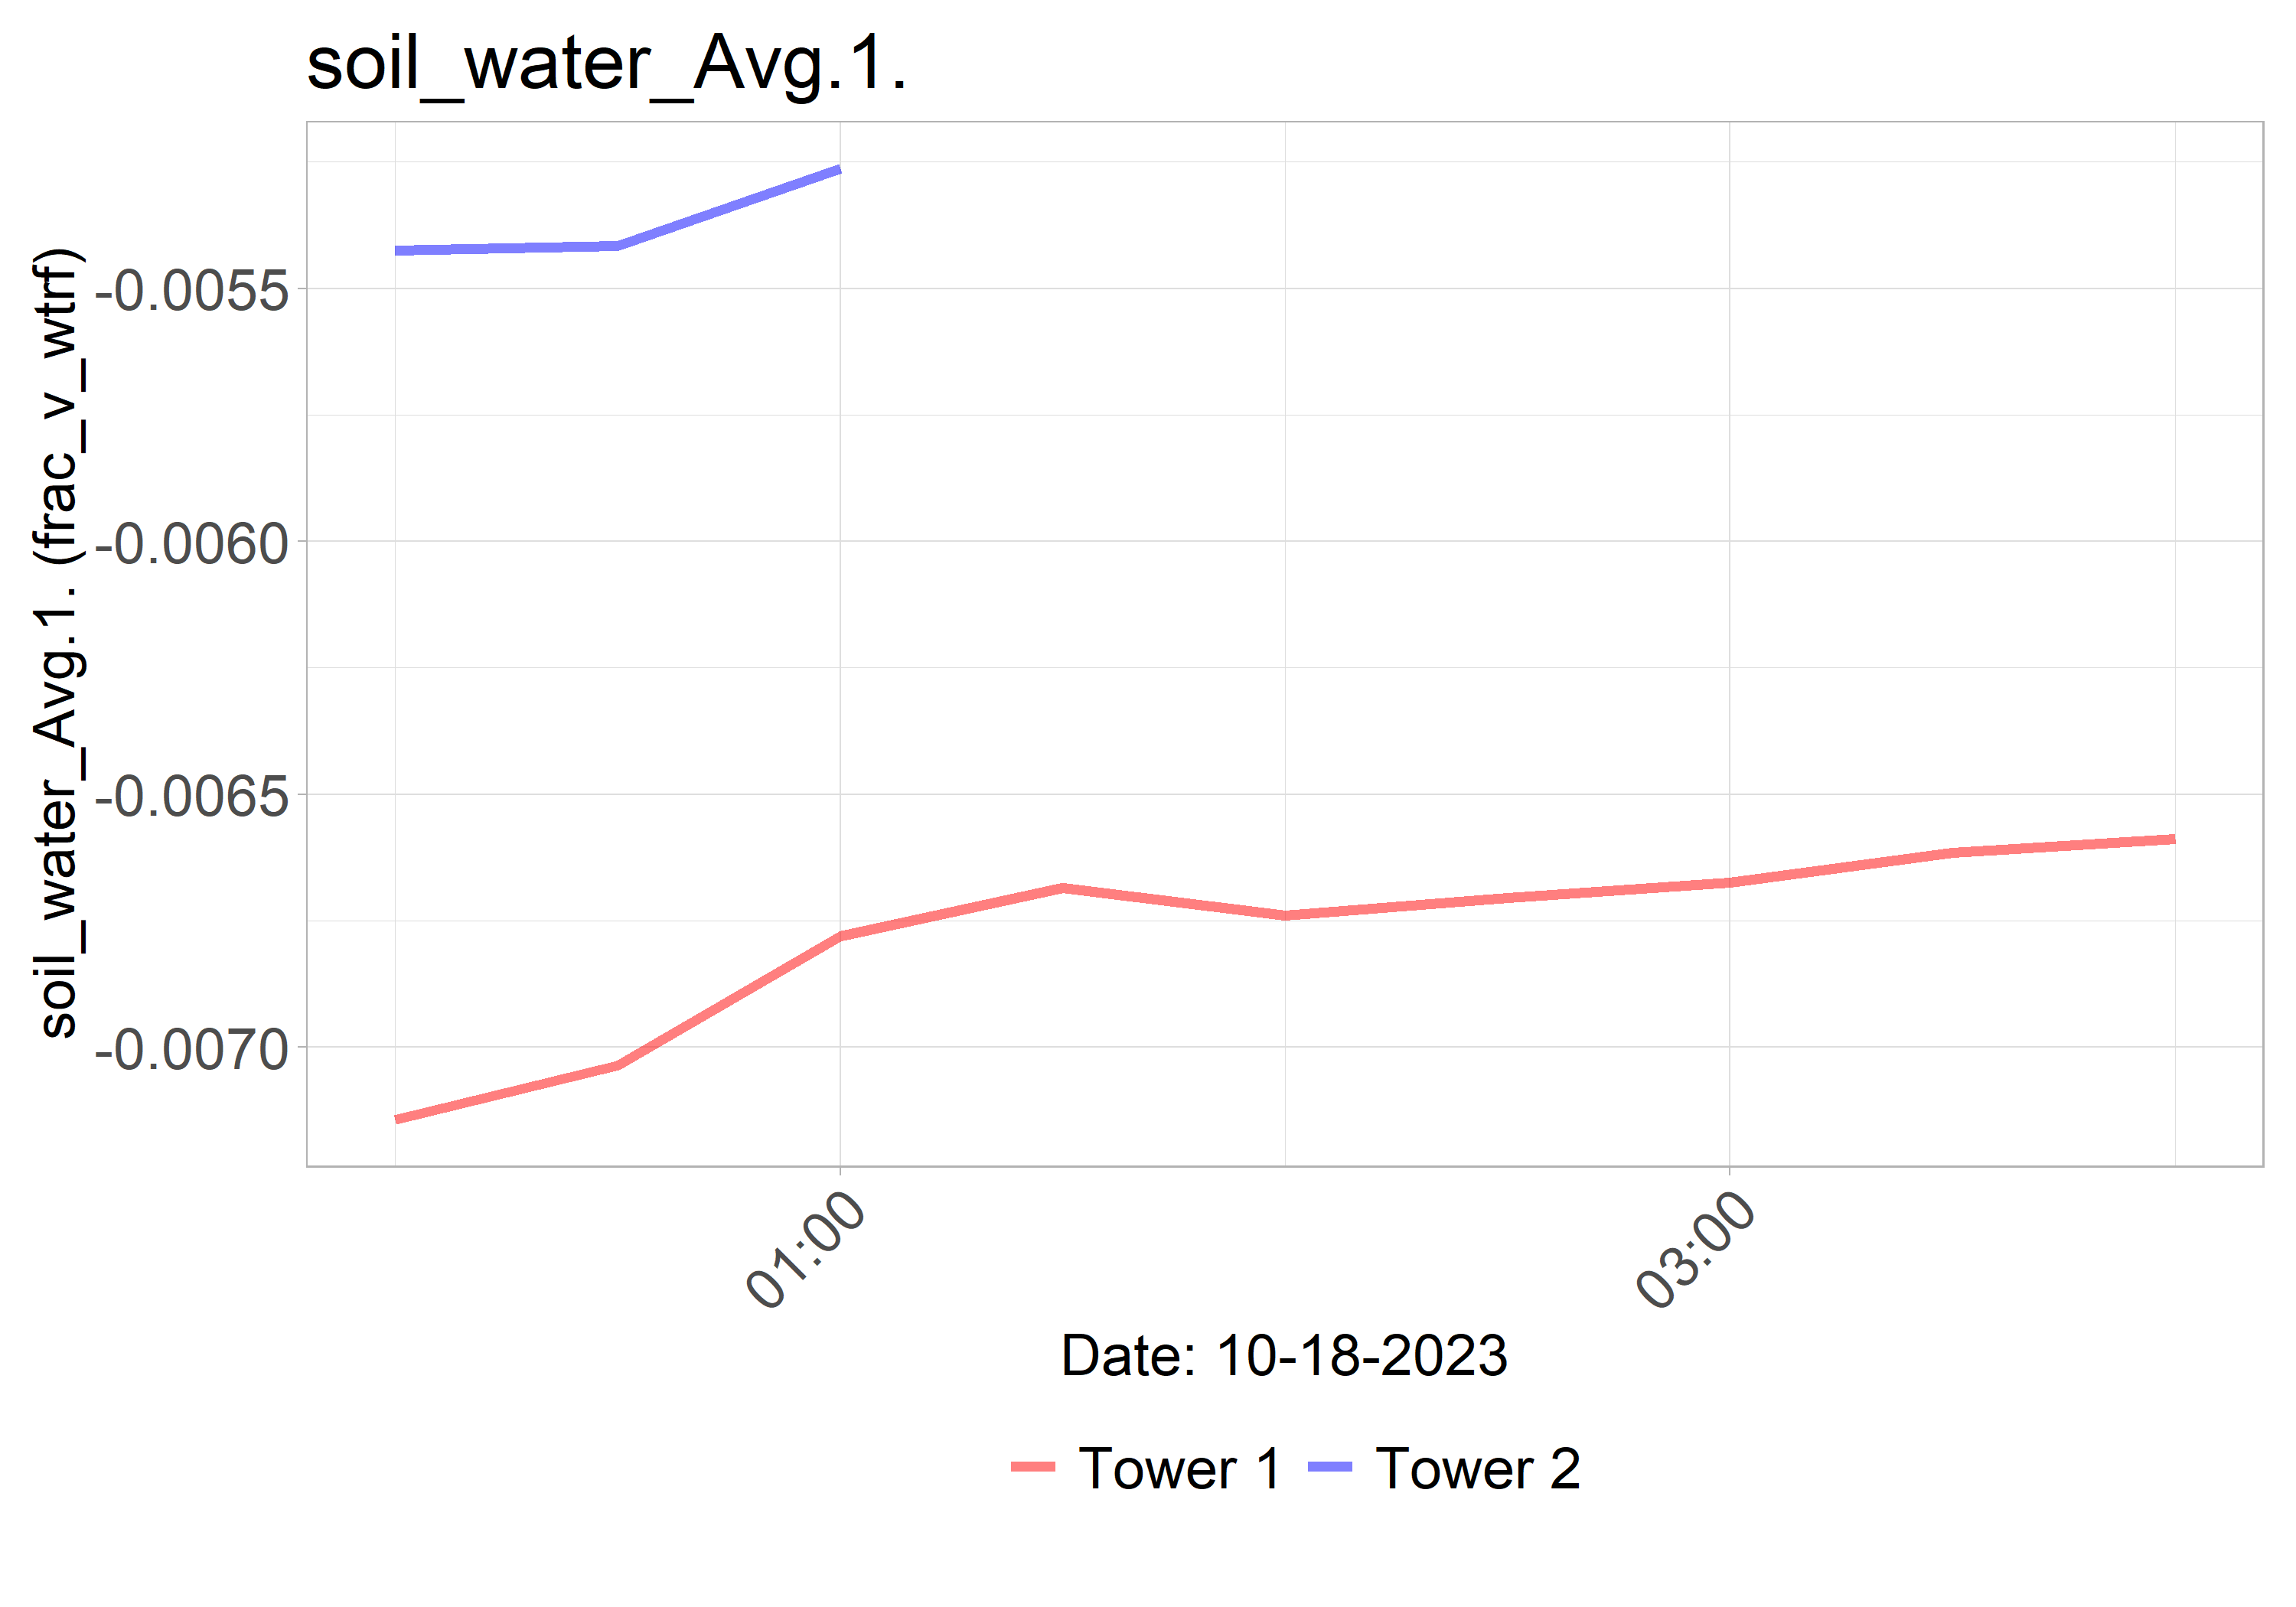 soil_water_Avg.1.
soil_water_Avg.1. (frac_v_wtrf)
-0.0055
-0.0060
-0.0065
-0.0070
01:00
03:00
Date: 10-18-2023
Tower 1
Tower 2